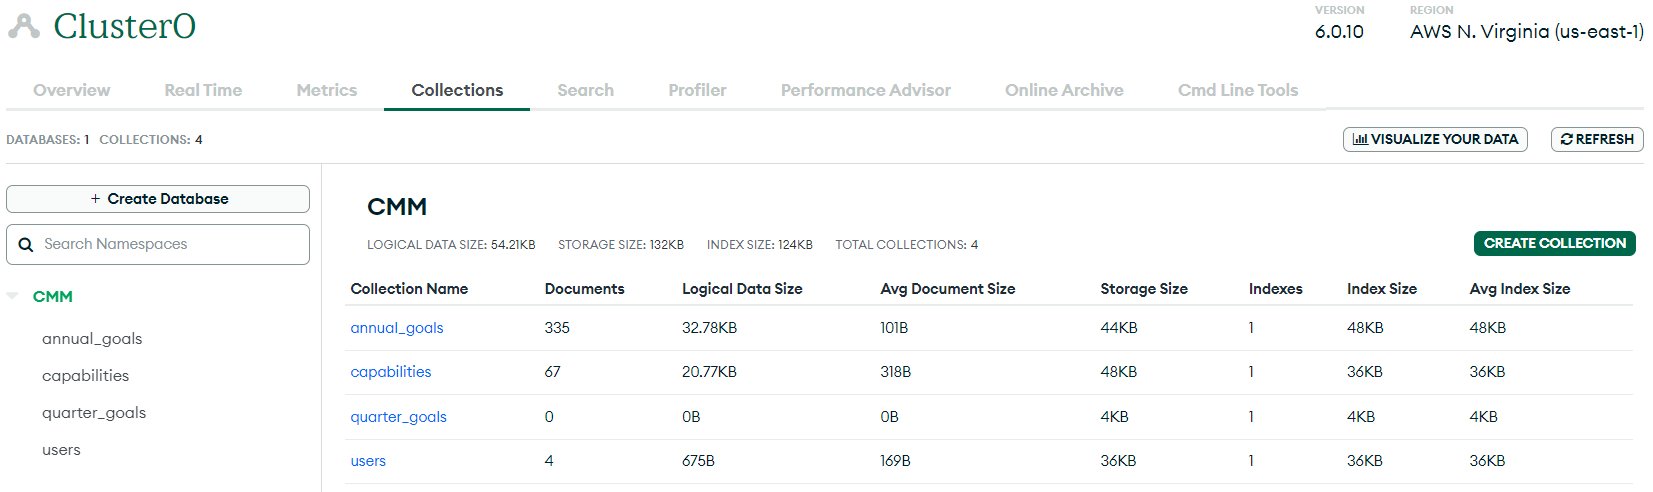 Cluster0
VERSION
6.0.10
REGION
AWS N. Virginia (us-east-1)
Overview Real Time Metrics Collections Search Profiler Performance Advisor Online Archive Cmd Line Tools
DATABASES: 1 COLLECTIONS: 4
VISUALIZE YOUR DATA
REFRESH
+ Create Database
Search Namespaces
CMM
annual_goals
capabilities
quarter_goals
users
CMM
LOGICAL DATA SIZE: 54.21KB STORAGE SIZE: 132KB INDEX SIZE: 124KB TOTAL COLLECTIONS: 4
CREATE COLLECTION
Collection Name Documents Logical Data Size Avg Document Size Storage Size Indexes Index Size Avg Index Size
annual_goals 335 32.78KB 101B 44KB 1 48KB 48KB
capabilities 67 20.77KB 318B 48KB 1 36KB 36KB
quarter_goals 0 0B 0B 4KB 1 4KB 4KB
users 4 675B 169B 36KB 1 36KB 36KB